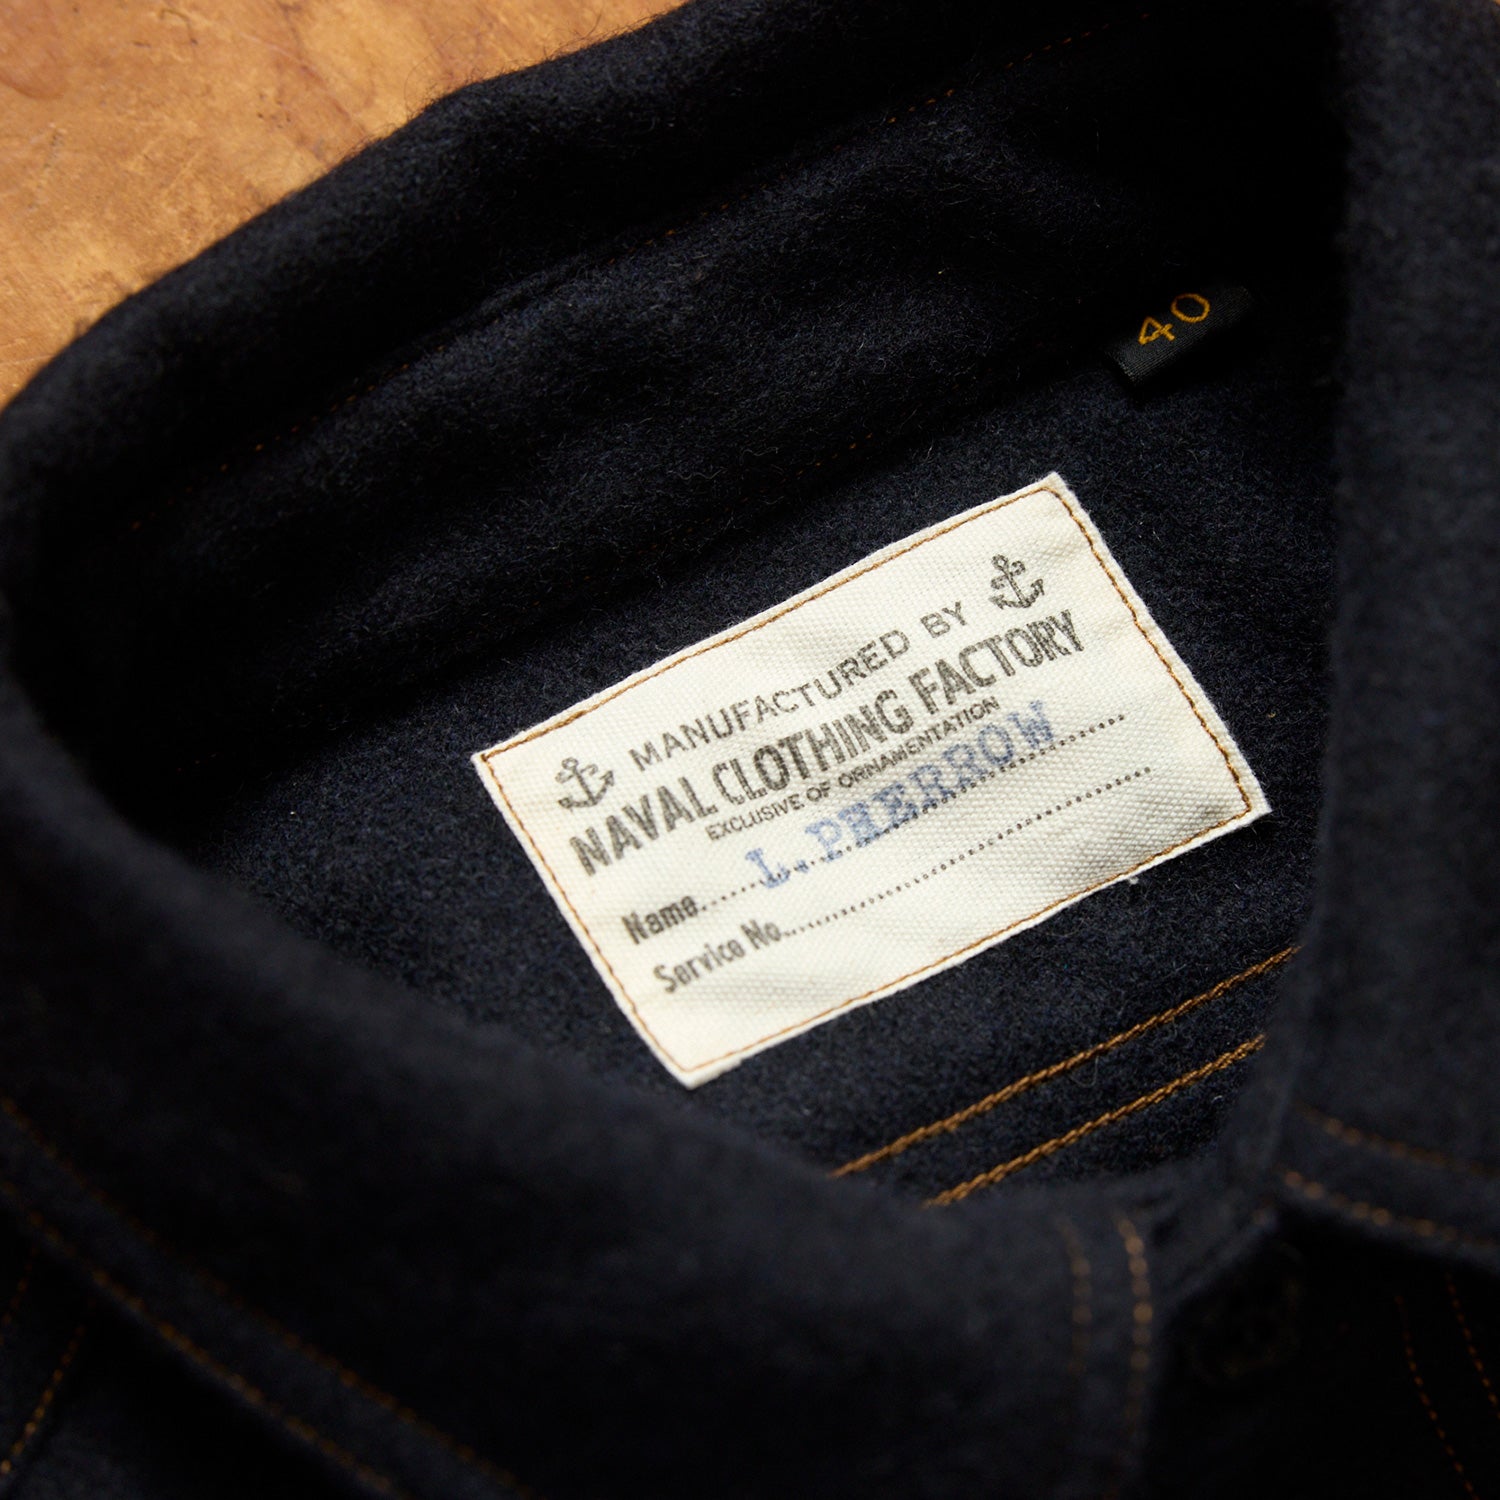 40
MANUFACTURED BY
NAVAL CLOTHING FACTORY
EXCLUSIVE OF ORNAMENTATION
Name......L. PHERROW......
Service No.............................